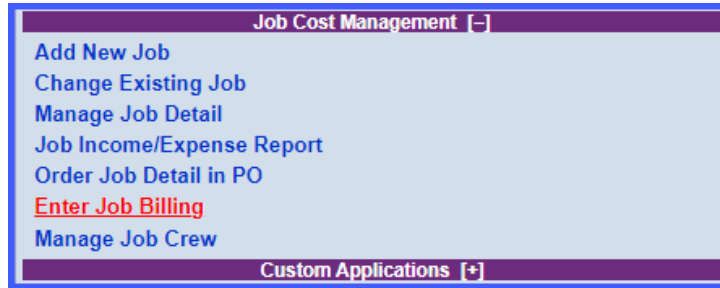 Job Cost Management [–]
Add New Job
Change Existing Job
Manage Job Detail
Job Income/Expense Report
Order Job Detail in PO
Enter Job Billing
Manage Job Crew
Custom Applications [+]